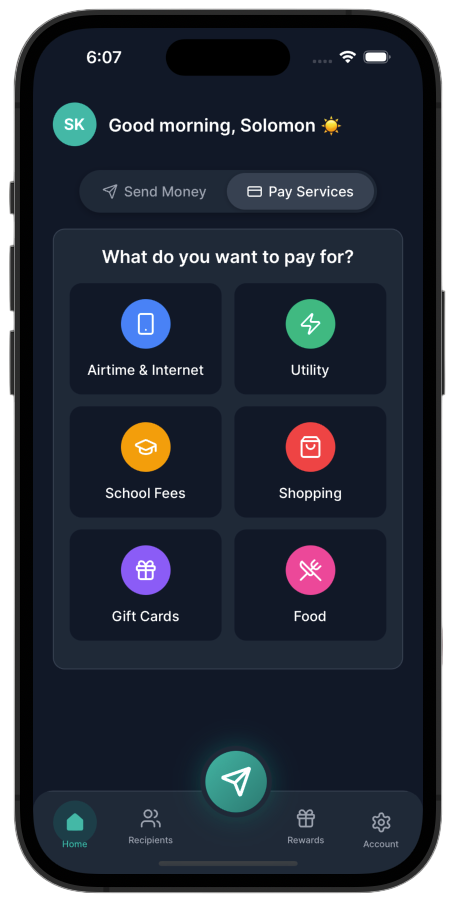 6:07
SK
Good morning, Solomon ☀️
Send Money
Pay Services
What do you want to pay for?
Airtime & Internet
Utility
School Fees
Shopping
Gift Cards
Food
Home
Recipients
Rewards
Account